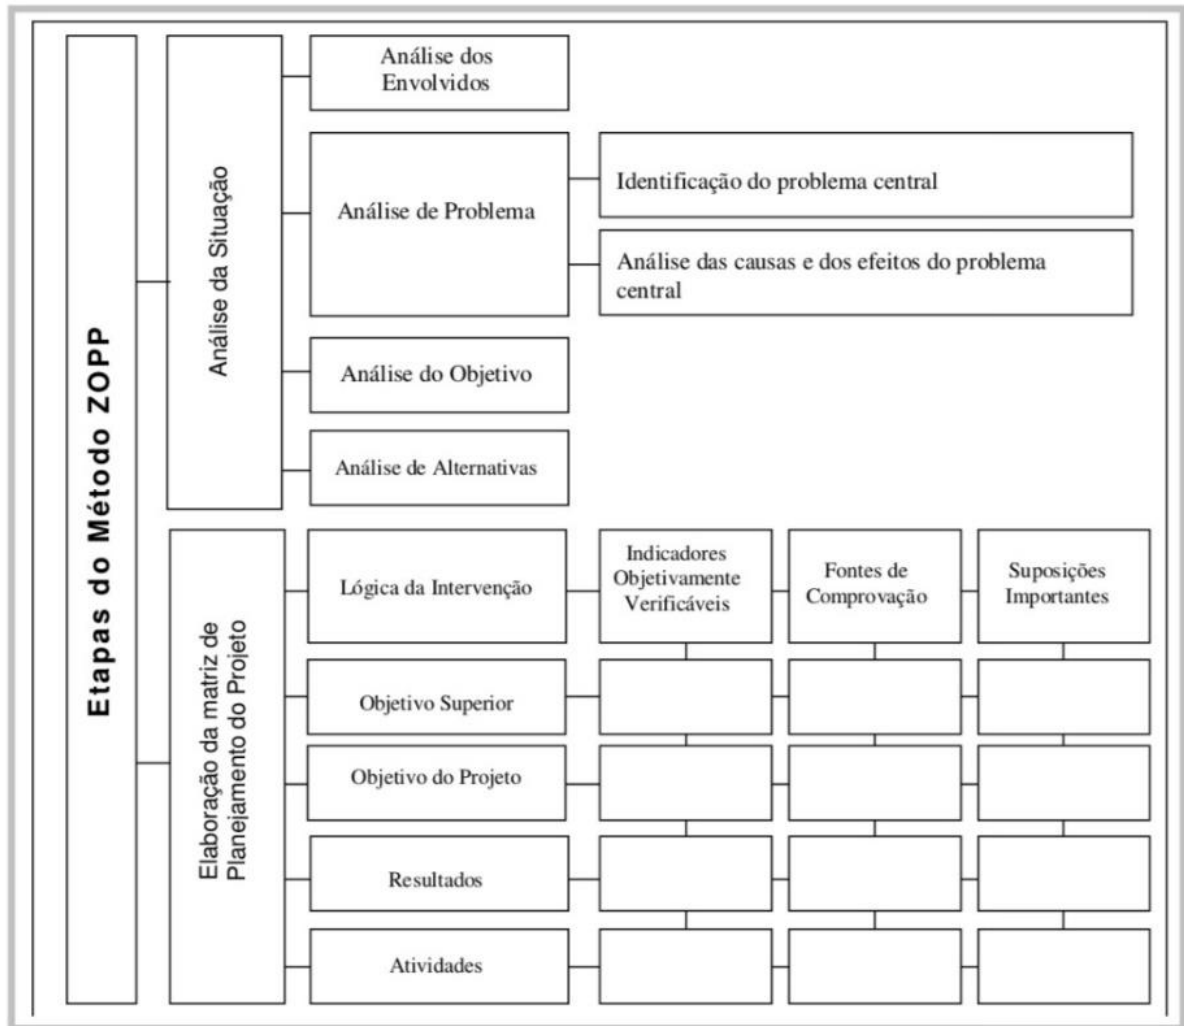 Etapas do Método ZOPP
Análise da Situação
Análise dos
Envolvidos
Análise de Problema
Identificação do problema central
Análise das causas e dos efeitos do problema
central
Análise do Objetivo
Análise de Alternativas
Elaboração da matriz de
Planejamento do Projeto
Lógica da Intervenção
Indicadores
Objetivamente
Verificáveis
Fontes de
Comprovação
Suposições
Importantes
Objetivo Superior
Objetivo do Projeto
Resultados
Atividades